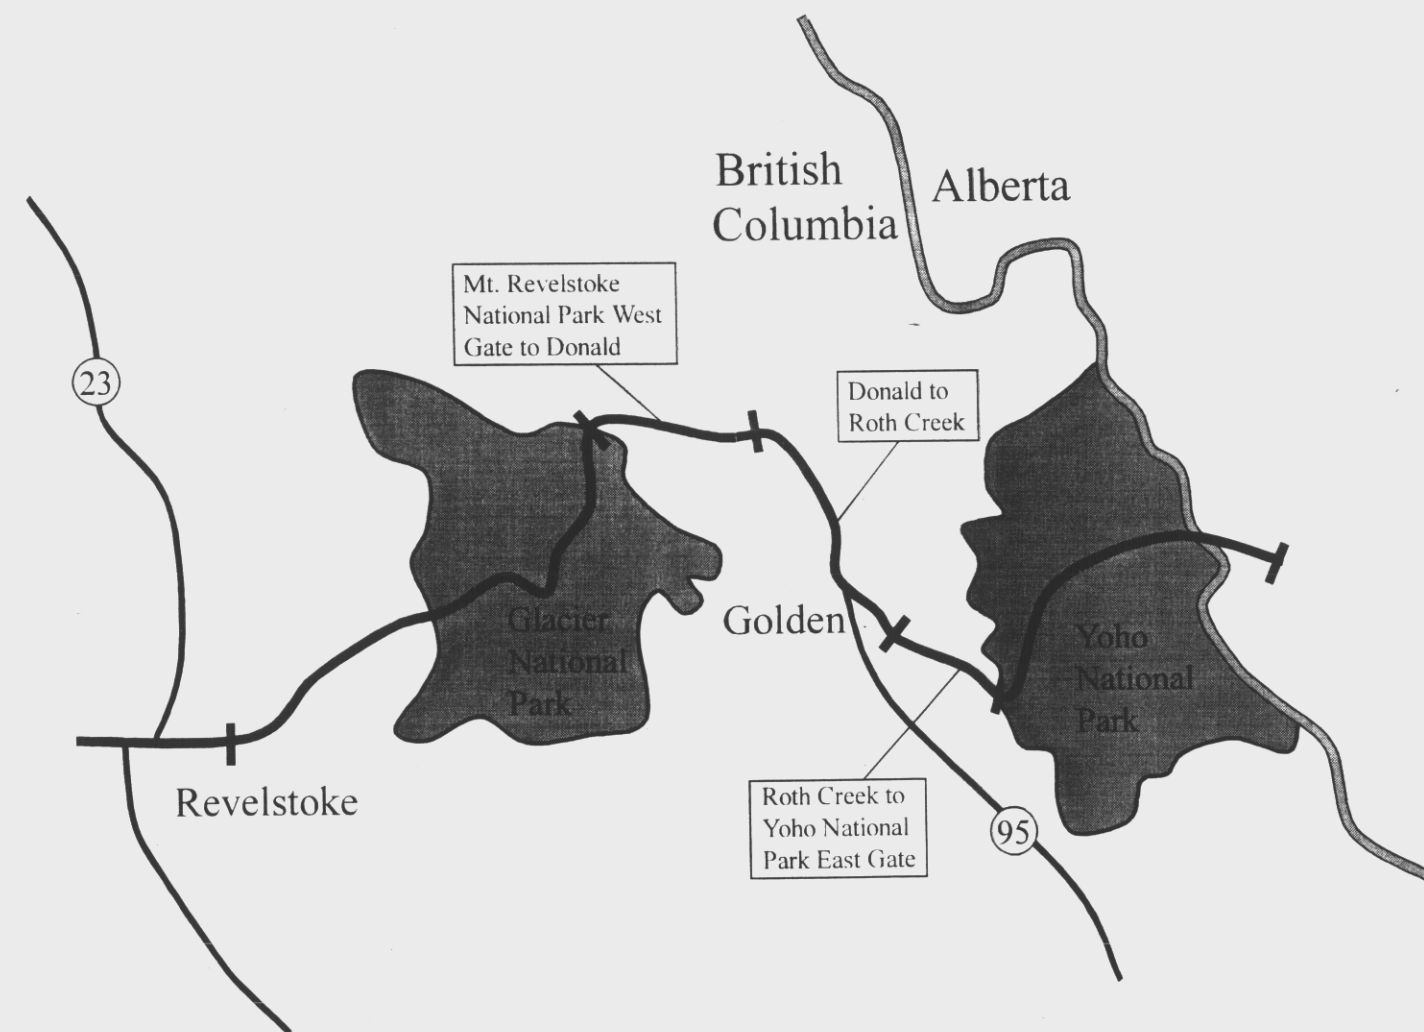 British
Columbia
Alberta
Mt. Revelstoke
National Park West
Gate to Donald
23
Donald to
Roth Creek
Glacier
National
Park
Golden
Yoho
National
Park
Revelstoke
Roth Creek to
Yoho National
Park East Gate
95